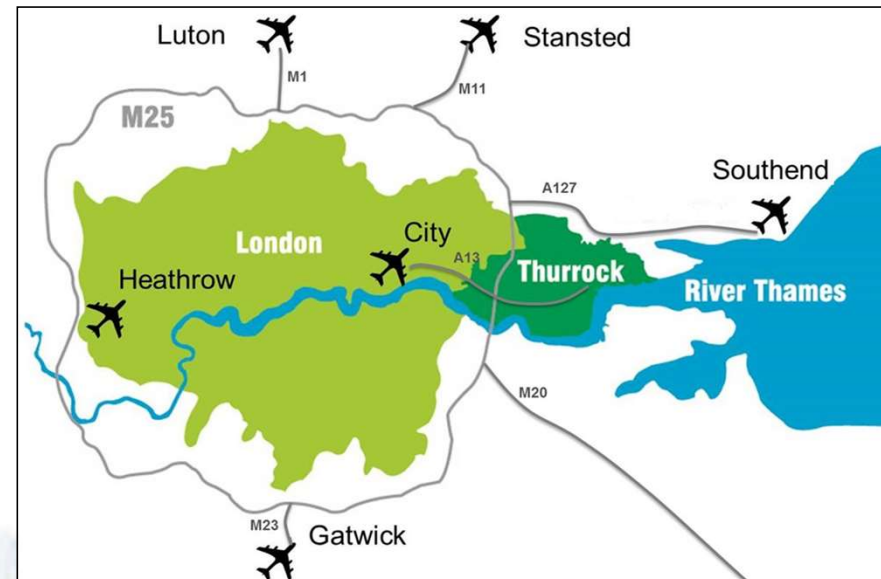 Luton
Stansted
M1
M11
M25
Southend
A127
City
London
A13
Thurrock
Heathrow
River Thames
M20
M23
Gatwick